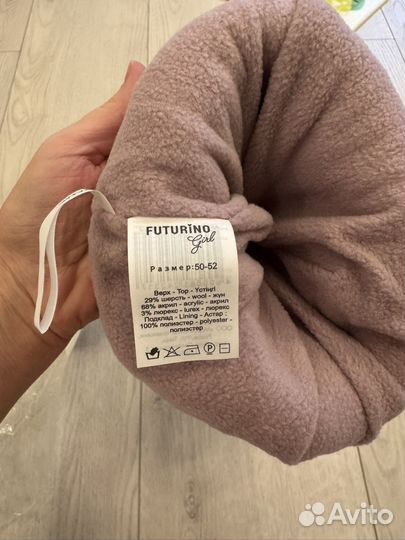 FUTURiNO
Girl
Размер:50-52
Верх - Top - Үстіңгі
29% шерсть - wool - жүн
68% акрил - acrylic - акрил
3% люрекс - lurex - люрекс
Подклад - Lining - Астар :
100% полиэстер - polyester -
полиэстер
Avito